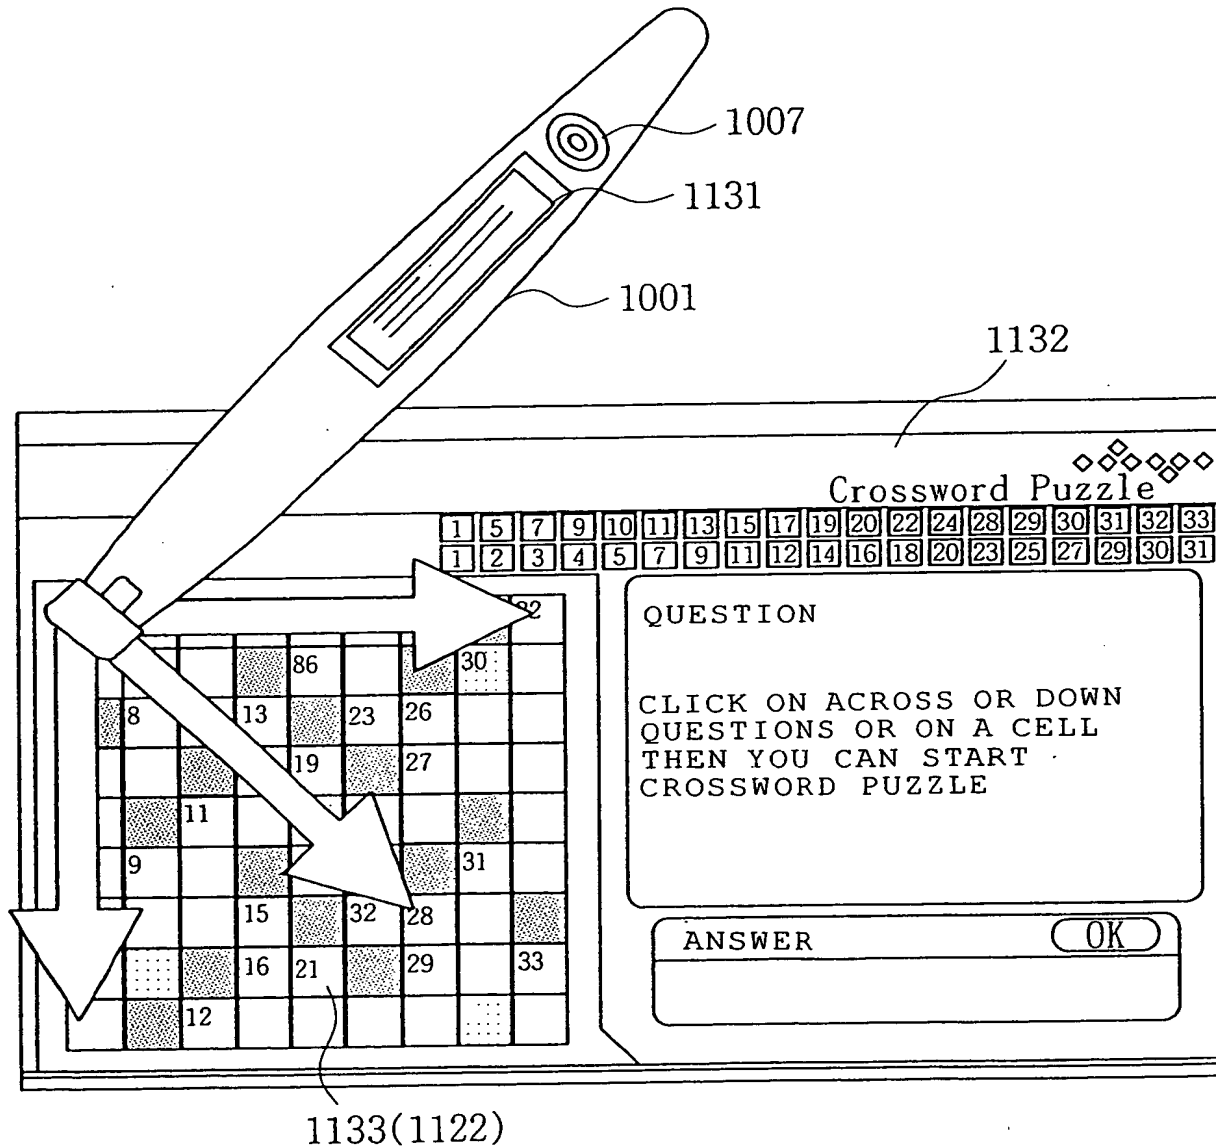 1007
1131
1001
1132
Crossword Puzzle
1 5 7 9 10 11 13 15 17 19 20 22 24 28 29 30 31 32 33
1 2 3 4 5 7 9 11 12 14 16 18 20 23 25 27 29 30 31
86 30
8 13 23 26
19 27
11
9 31
15 32 28
16 21 29 33
12
QUESTION
CLICK ON ACROSS OR DOWN
QUESTIONS OR ON A CELL
THEN YOU CAN START
CROSSWORD PUZZLE
ANSWER OK
1133(1122)